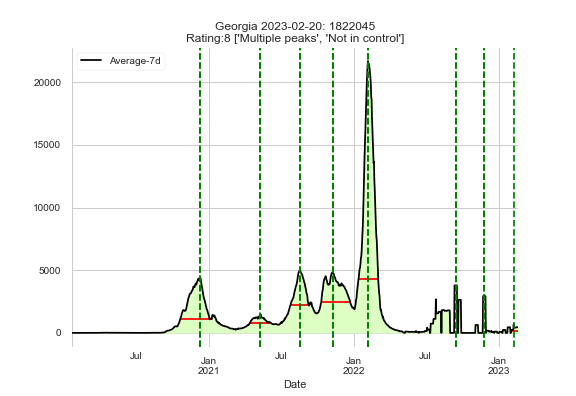 Georgia 2023-02-20: 1822045
Rating:8 ['Multiple peaks', 'Not in control']
Average-7d
20000
15000
10000
5000
0
Jul
Jan
2021
Jul
Jan
2022
Jul
Jan
2023
Date